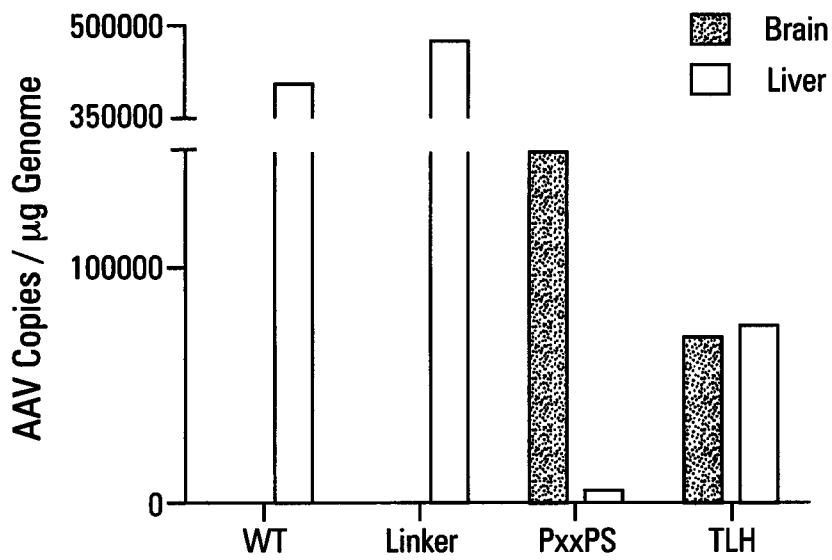 500000
350000
100000
0
AAV Copies / µg Genome
Brain
Liver
WT
Linker
PxxPS
TLH